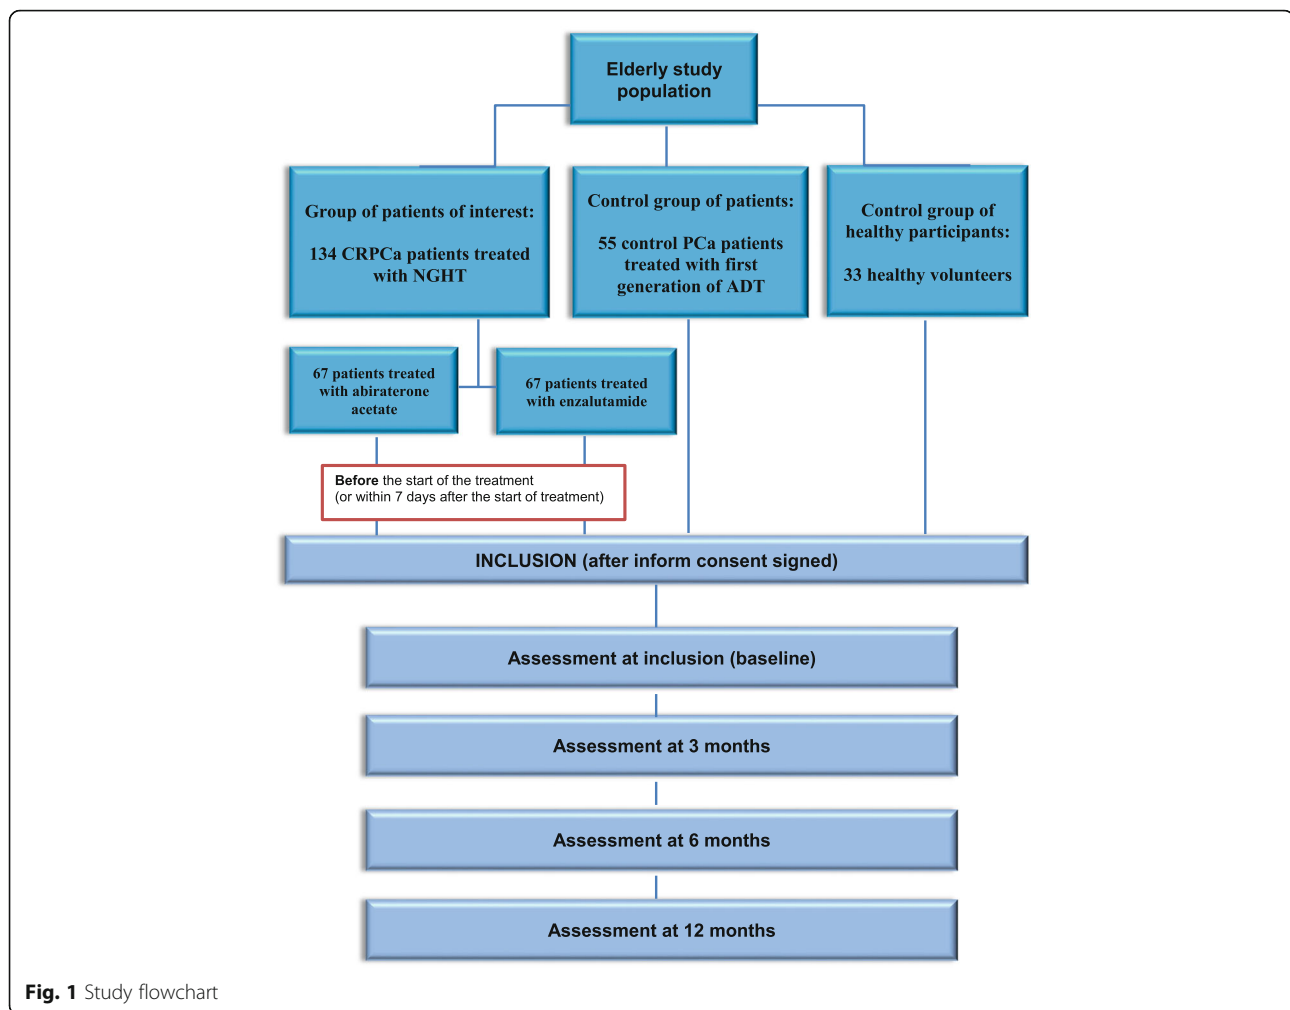 Elderly study
population
Group of patients of interest:
134 CRPCa patients treated
with NGHT
Control group of patients:
55 control PCa patients
treated with first
generation of ADT
Control group of
healthy participants:
33 healthy volunteers
67 patients treated
with abiraterone
acetate
67 patients treated
with enzalutamide
Before the start of the treatment
(or within 7 days after the start of treatment)
INCLUSION (after inform consent signed)
Assessment at inclusion (baseline)
Assessment at 3 months
Assessment at 6 months
Assessment at 12 months
Fig. 1 Study flowchart